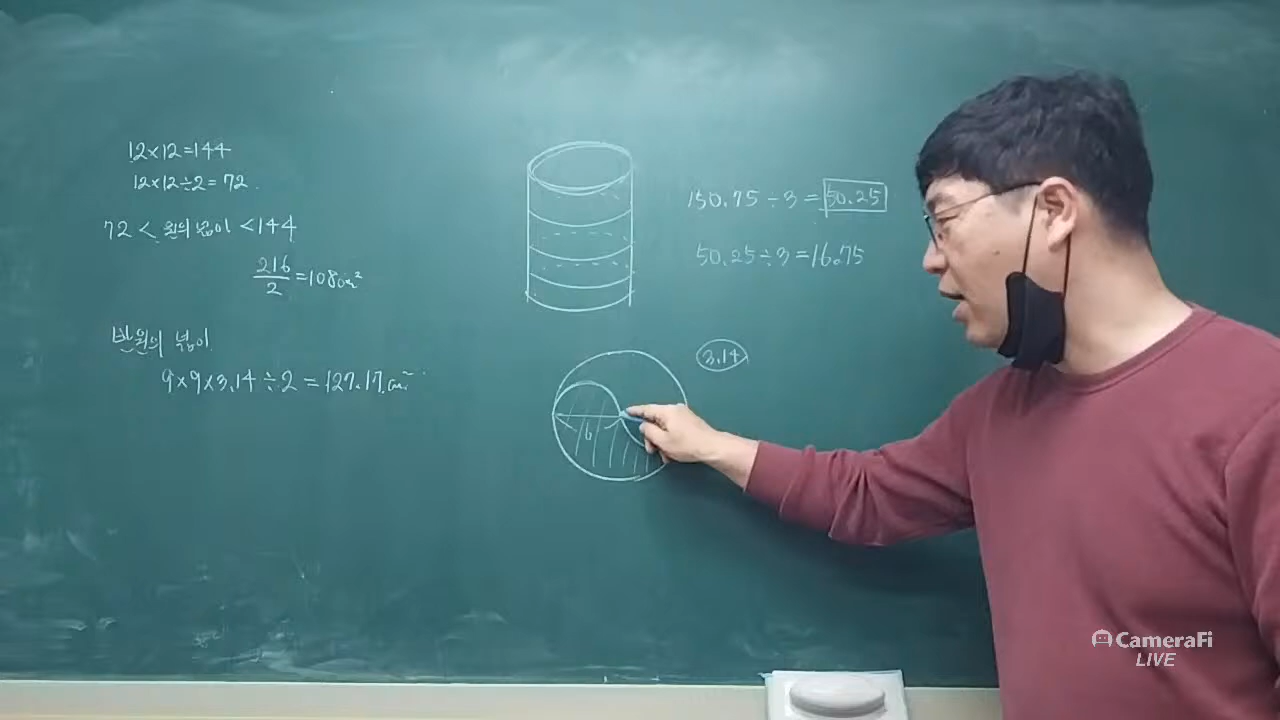 12×12=144
12×12÷2=72
72 < 원의 넓이 < 144
216/2=108cm²
반원의 넓이
9×9×3.14÷2=127.17cm²
150.75÷3=50.25
50.25÷3=16.75
3.14
6
CameraFi
LIVE